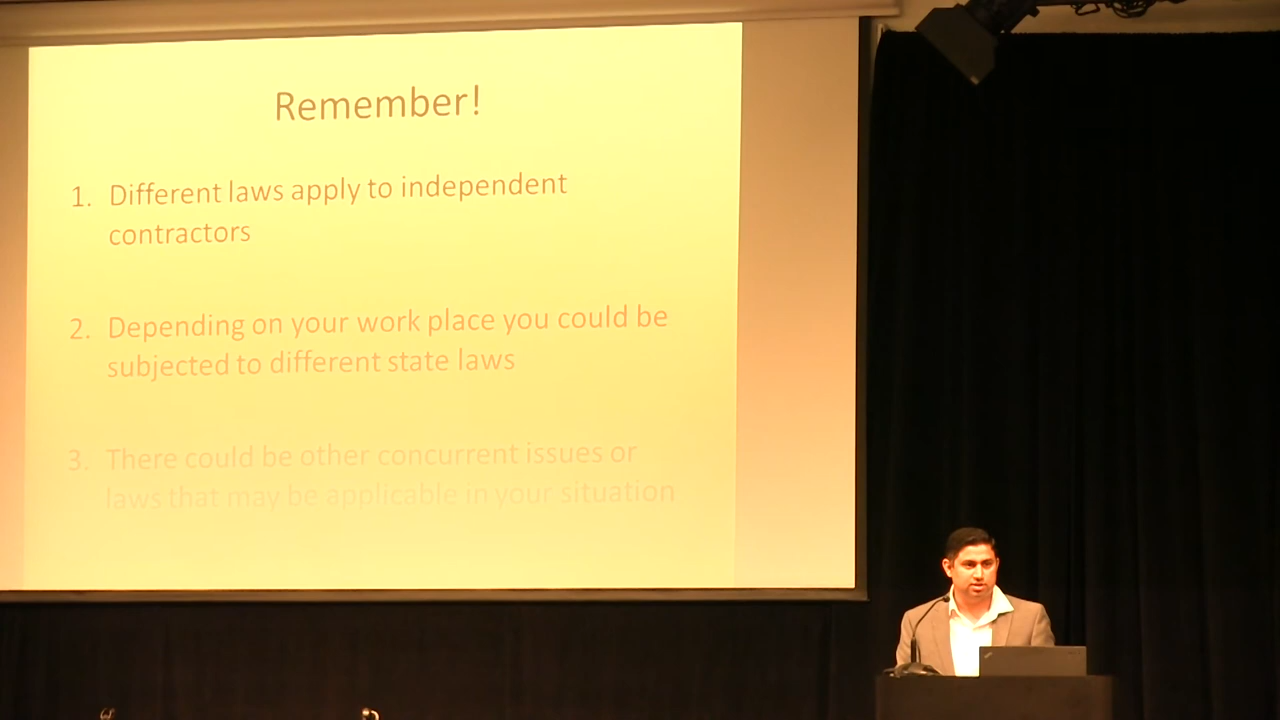 Remember!
1. Different laws apply to independent
contractors
2. Depending on your work place you could be
subjected to different state laws
3. There could be other concurrent issues or
laws that may be applicable in your situation